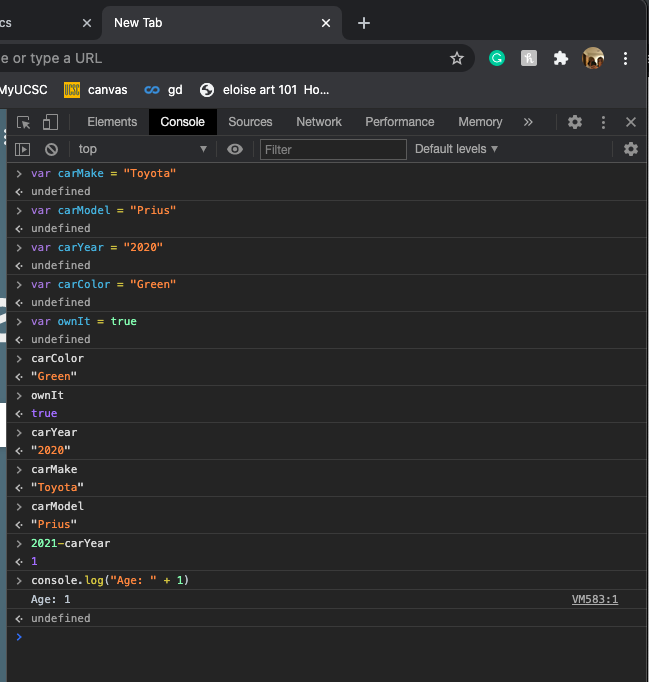 cs
New Tab
e or type a URL
MyUCSC
UCSC
canvas
gd
eloise art 101 Ho...
Elements
Console
Sources
Network
Performance
Memory
top
Filter
Default levels
> var carMake = "Toyota"
undefined
> var carModel = "Prius"
undefined
> var carYear = "2020"
undefined
> var carColor = "Green"
undefined
> var ownIt = true
undefined
> carColor
"Green"
> ownIt
true
> carYear
"2020"
> carMake
"Toyota"
> carModel
"Prius"
> 2021-carYear
1
> console.log("Age: " + 1)
Age: 1 VM583:1
undefined
>